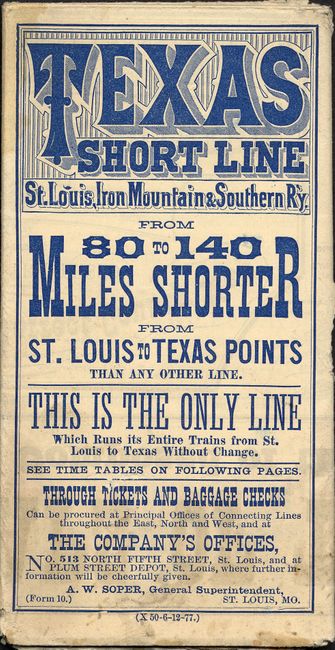 TEXAS
SHORT LINE
St. Louis, Iron Mountain & Southern R'y.
FROM
80 TO 140
MILES SHORTER
FROM
ST. LOUIS TO TEXAS POINTS
THAN ANY OTHER LINE.
THIS IS THE ONLY LINE
Which Runs its Entire Trains from St.
Louis to Texas Without Change.
SEE TIME TABLES ON FOLLOWING PAGES.
THROUGH TICKETS AND BAGGAGE CHECKS
Can be procured at Principal Offices of Connecting Lines
throughout the East, North and West, and at
THE COMPANY'S OFFICES,
NO. 513 NORTH FIFTH STREET, St. Louis, and at
PLUM STREET DEPOT, St. Louis, where further in-
formation will be cheerfully given.
A. W. SOPER, General Superintendent,
(Form 10.) ST. LOUIS, MO.
(X 50-6-12-77.)